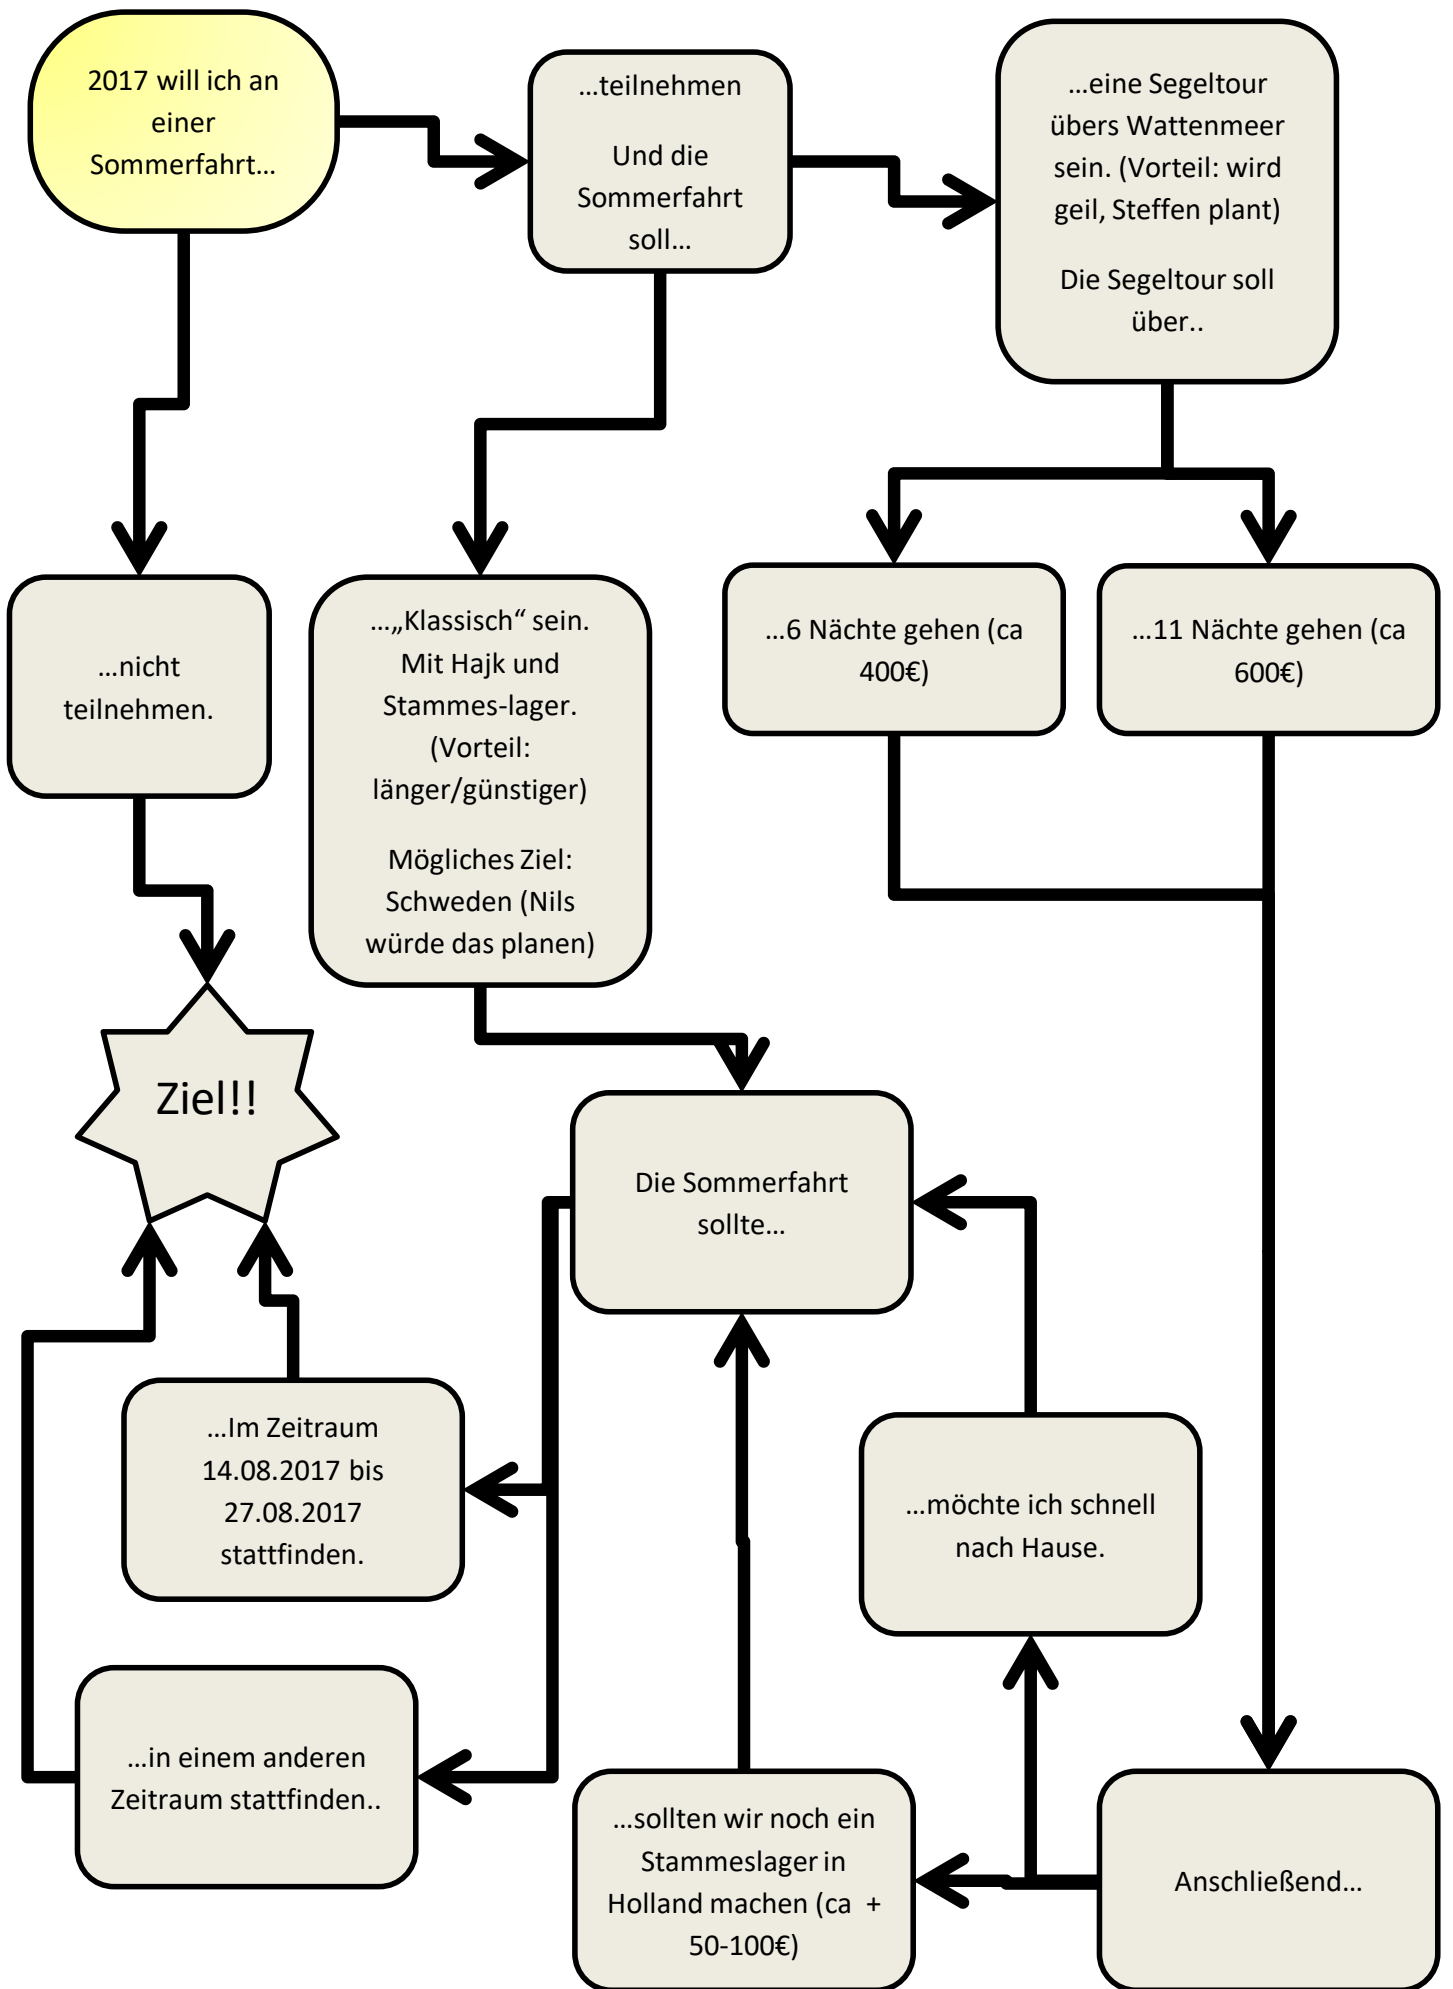 2017 will ich an
einer
Sommerfahrt…
…teilnehmen
Und die
Sommerfahrt
soll…
…eine Segeltour
übers Wattenmeer
sein. (Vorteil: wird
geil, Steffen plant)
Die Segeltour soll
über..
…nicht
teilnehmen.
…„Klassisch“ sein.
Mit Hajk und
Stammes-lager.
(Vorteil:
länger/günstiger)
Mögliches Ziel:
Schweden (Nils
würde das planen)
…6 Nächte gehen (ca
400€)
…11 Nächte gehen (ca
600€)
Ziel!!
Die Sommerfahrt
sollte…
…Im Zeitraum
14.08.2017 bis
27.08.2017
stattfinden.
…möchte ich schnell
nach Hause.
…in einem anderen
Zeitraum stattfinden..
…sollten wir noch ein
Stammeslager in
Holland machen (ca  +
50-100€)
Anschließend…